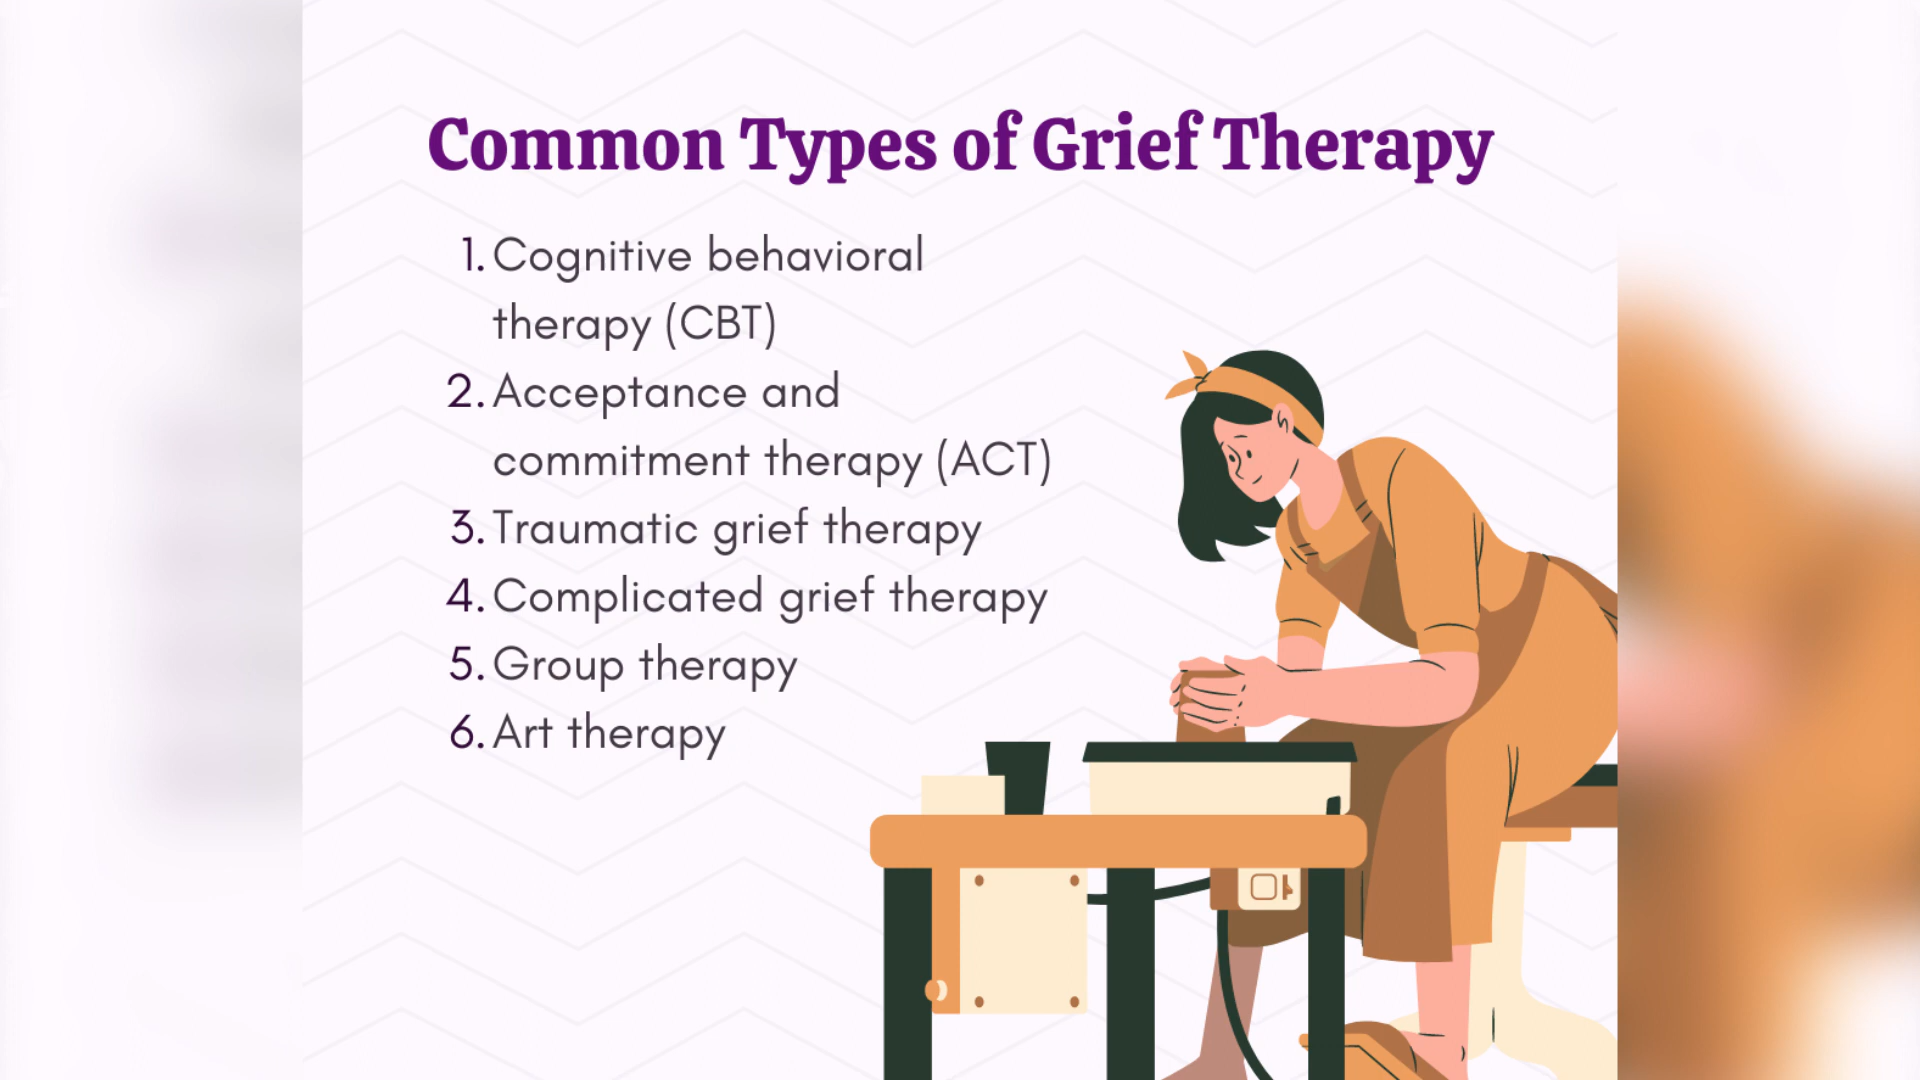 Common Types of Grief Therapy
1. Cognitive behavioral
therapy (CBT)
2. Acceptance and
commitment therapy (ACT)
3. Traumatic grief therapy
4. Complicated grief therapy
5. Group therapy
6. Art therapy